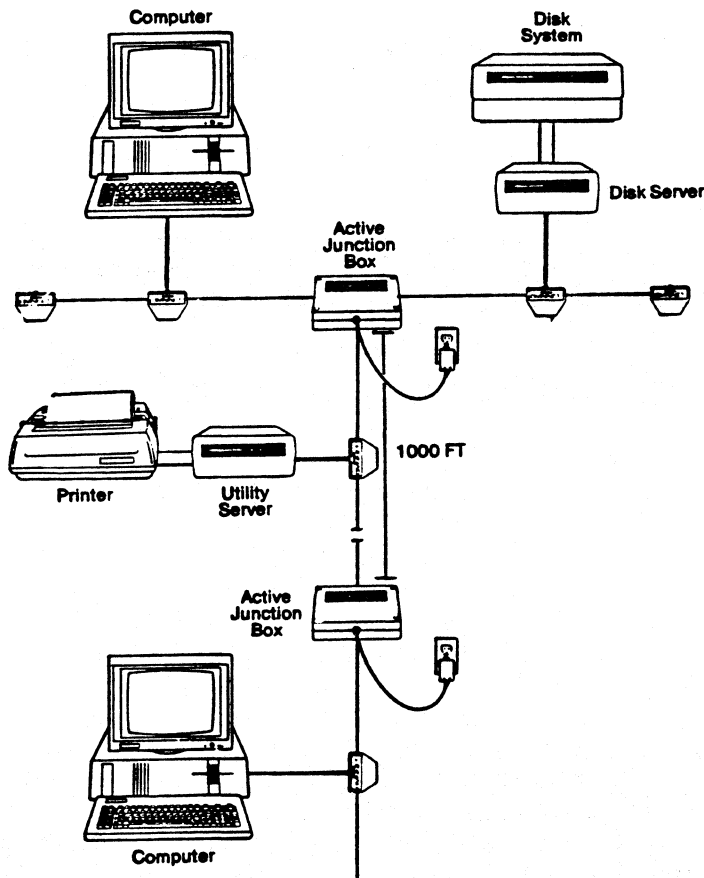 Computer
Disk
System
Disk Server
Active
Junction
Box
1000 FT
Printer
Utility
Server
Active
Junction
Box
Computer